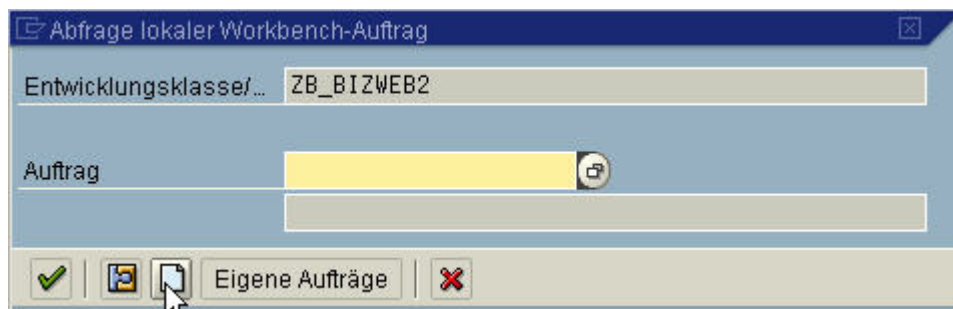 Abfrage lokaler Workbench-Auftrag
Entwicklungsklasse/...
ZB_BIZWEB2
Auftrag
Eigene Aufträge